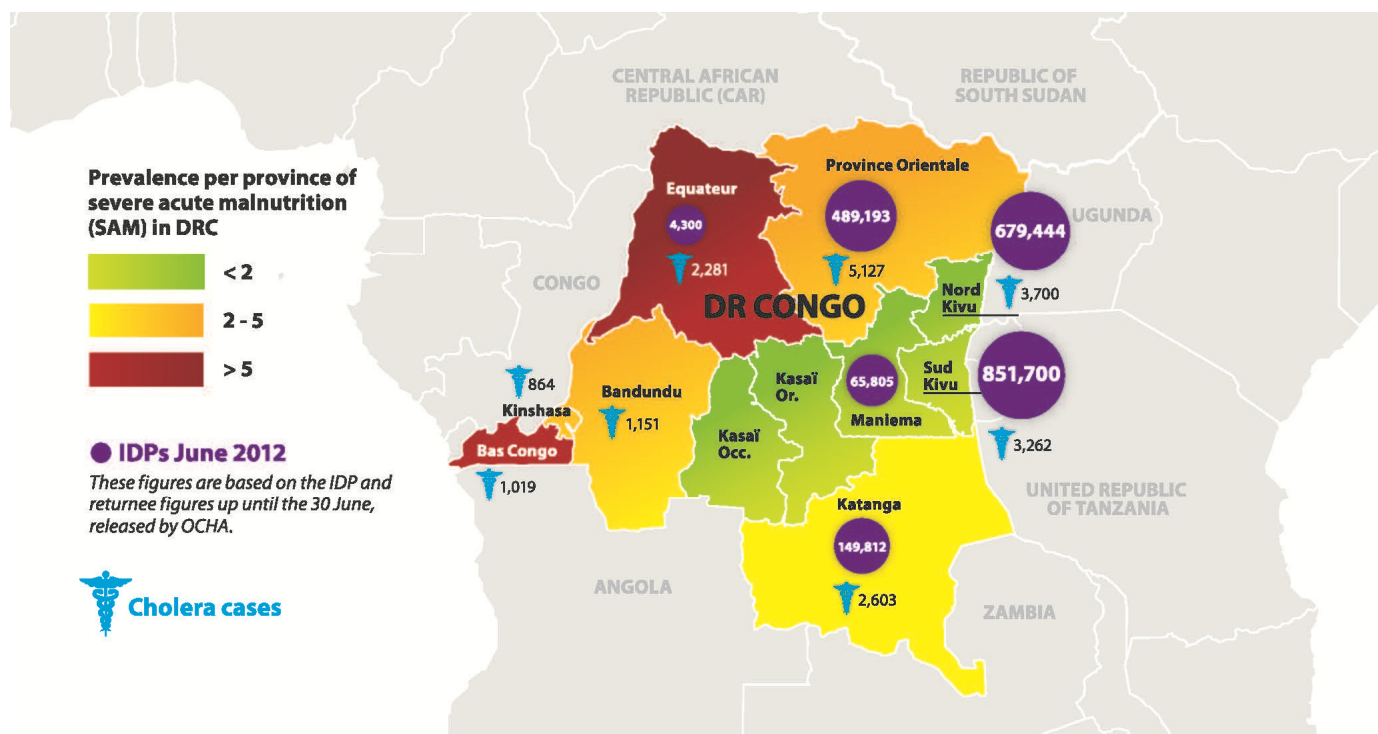 Prevalence per province of
severe acute malnutrition
(SAM) in DRC
< 2
2 - 5
> 5
IDPs June 2012
These figures are based on the IDP and
returnee figures up until the 30 June,
released by OCHA.
Cholera cases
CENTRAL AFRICAN
REPUBLIC (CAR)
REPUBLIC OF
SOUTH SUDAN
UGUNDA
CONGO
UNITED REPUBLIC
OF TANZANIA
ANGOLA
ZAMBIA
DR CONGO
Equateur
4,300
2,281
Province Orientale
489,193
5,127
679,444
Nord
Kivu
3,700
Sud
Kivu
851,700
3,262
65,805
Maniema
Kasaï
Or.
Kasaï
Occ.
Bandundu
1,151
864
Kinshasa
Bas Congo
1,019
Katanga
149,812
2,603